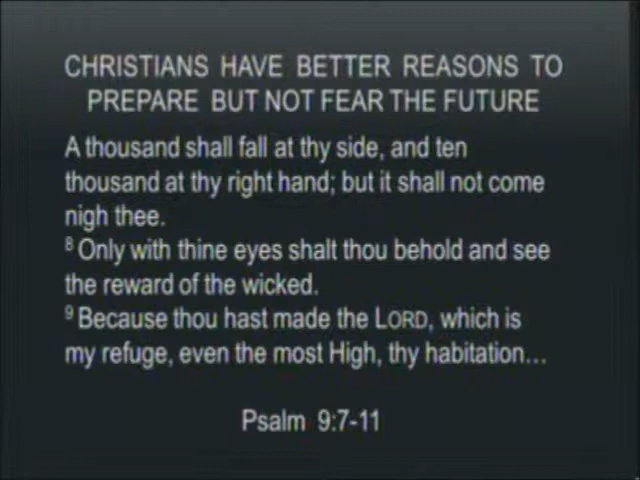 CHRISTIANS HAVE BETTER REASONS TO
PREPARE BUT NOT FEAR THE FUTURE
A thousand shall fall at thy side, and ten
thousand at thy right hand; but it shall not come
nigh thee.
⁸ Only with thine eyes shalt thou behold and see
the reward of the wicked.
⁹ Because thou hast made the LORD, which is
my refuge, even the most High, thy habitation…
Psalm 9:7-11